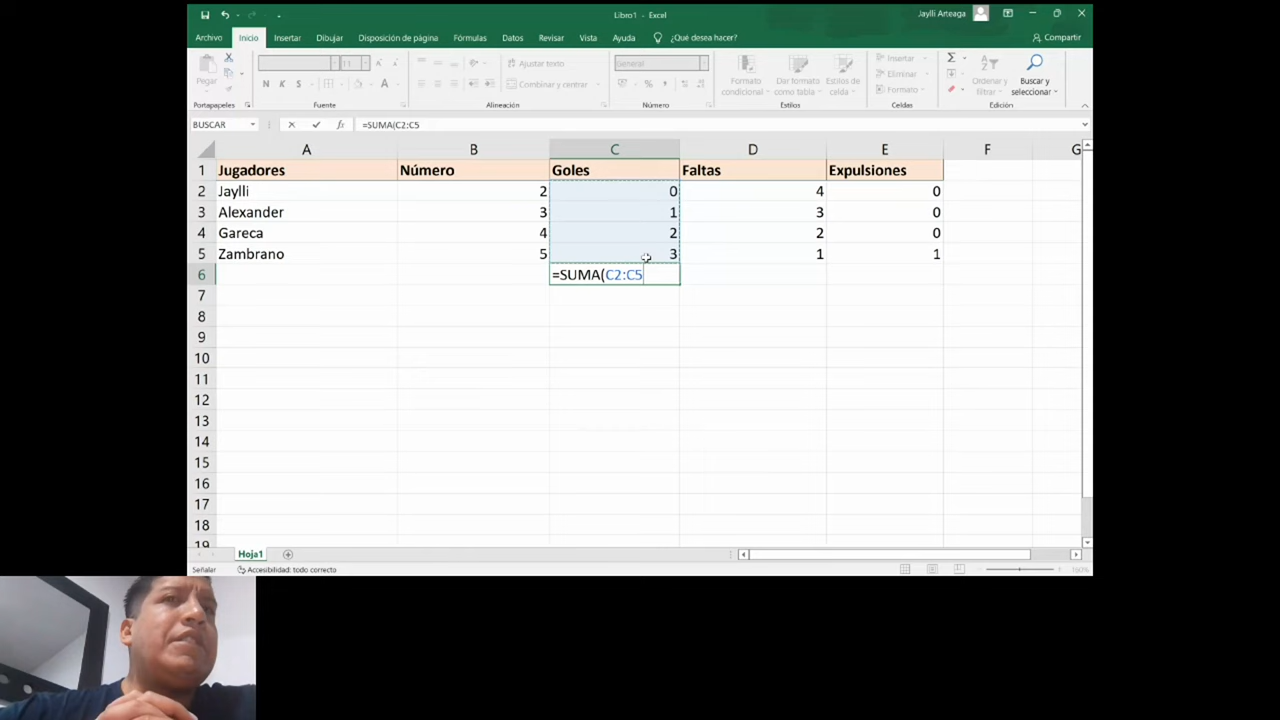 Libro1 - Excel
Jaylli Arteaga
Archivo Inicio Insertar Dibujar Disposición de página Fórmulas Datos Revisar Vista Ayuda ¿Qué desea hacer? Compartir
Pegar
Portapapeles
11
N K S
Fuente
Ajustar texto
Combinar y centrar
Alineación
General
% 
Número
Formato condicional
Dar formato como tabla
Estilos de celda
Estilos
Insertar
Eliminar
Formato
Celdas
Ordenar y filtrar
Buscar y seleccionar
Edición
BUSCAR fx =SUMA(C2:C5
A B C D E F G
1 Jugadores Número Goles Faltas Expulsiones
2 Jaylli 2 0 4 0
3 Alexander 3 1 3 0
4 Gareca 4 2 2 0
5 Zambrano 5 3 1 1
6 =SUMA(C2:C5
7
8
9
10
11
12
13
14
15
16
17
18
19
Hoja1
Señalar Accesibilidad: todo correcto 150%